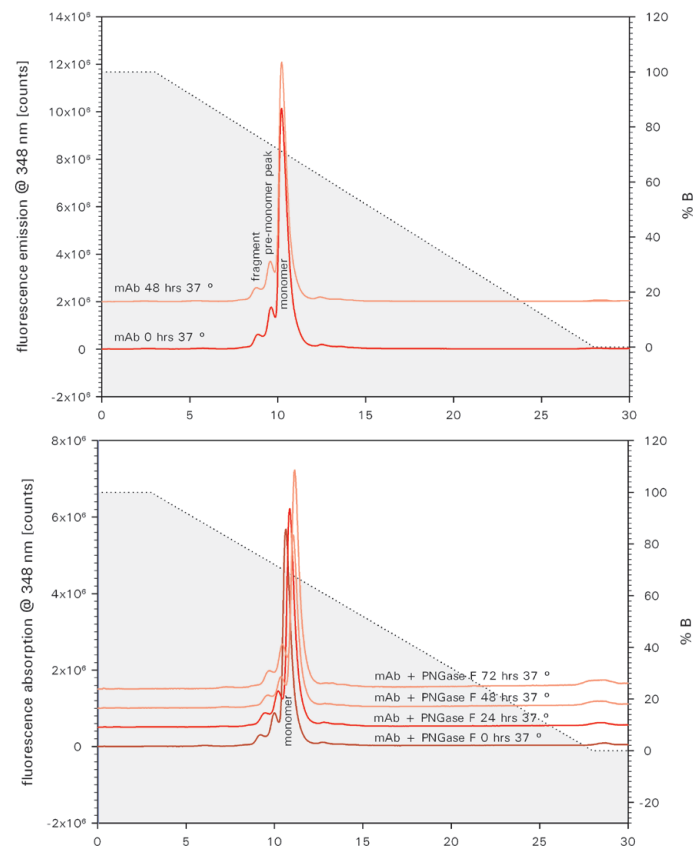 14x10⁶
12x10⁶
10x10⁶
8x10⁶
6x10⁶
4x10⁶
2x10⁶
0
-2x10⁶
fluorescence emission @ 348 nm [counts]
120
100
80
60
40
20
0
% B
fragment
pre-monomer peak
monomer
mAb 48 hrs 37 °
mAb 0 hrs 37 °
0 5 10 15 20 25 30
8x10⁶
6x10⁶
4x10⁶
2x10⁶
0
-2x10⁶
fluorescence absorption @ 348 nm [counts]
120
100
80
60
40
20
0
-20
% B
mAb + PNGase F 72 hrs 37 °
mAb + PNGase F 48 hrs 37 °
mAb + PNGase F 24 hrs 37 °
mAb + PNGase F 0 hrs 37 °
monomer
0 5 10 15 20 25 30